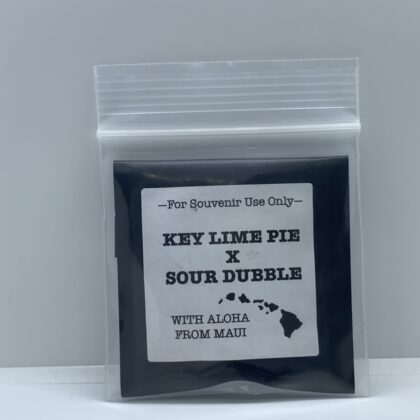 —For Souvenir Use Only—
KEY LIME PIE
X
SOUR DUBBLE
WITH ALOHA
FROM MAUI